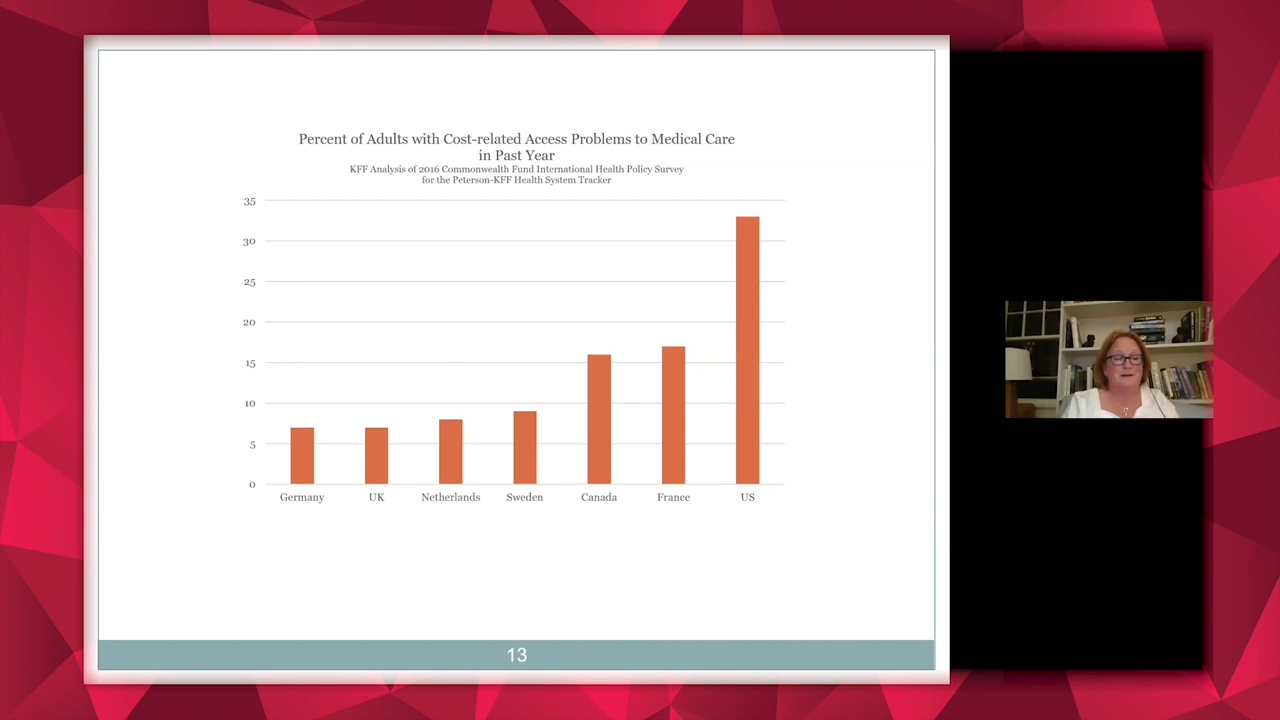 Percent of Adults with Cost-related Access Problems to Medical Care
in Past Year
KFF Analysis of 2016 Commonwealth Fund International Health Policy Survey
for the Peterson-KFF Health System Tracker
35
30
25
20
15
10
5
0
Germany UK Netherlands Sweden Canada France US
13